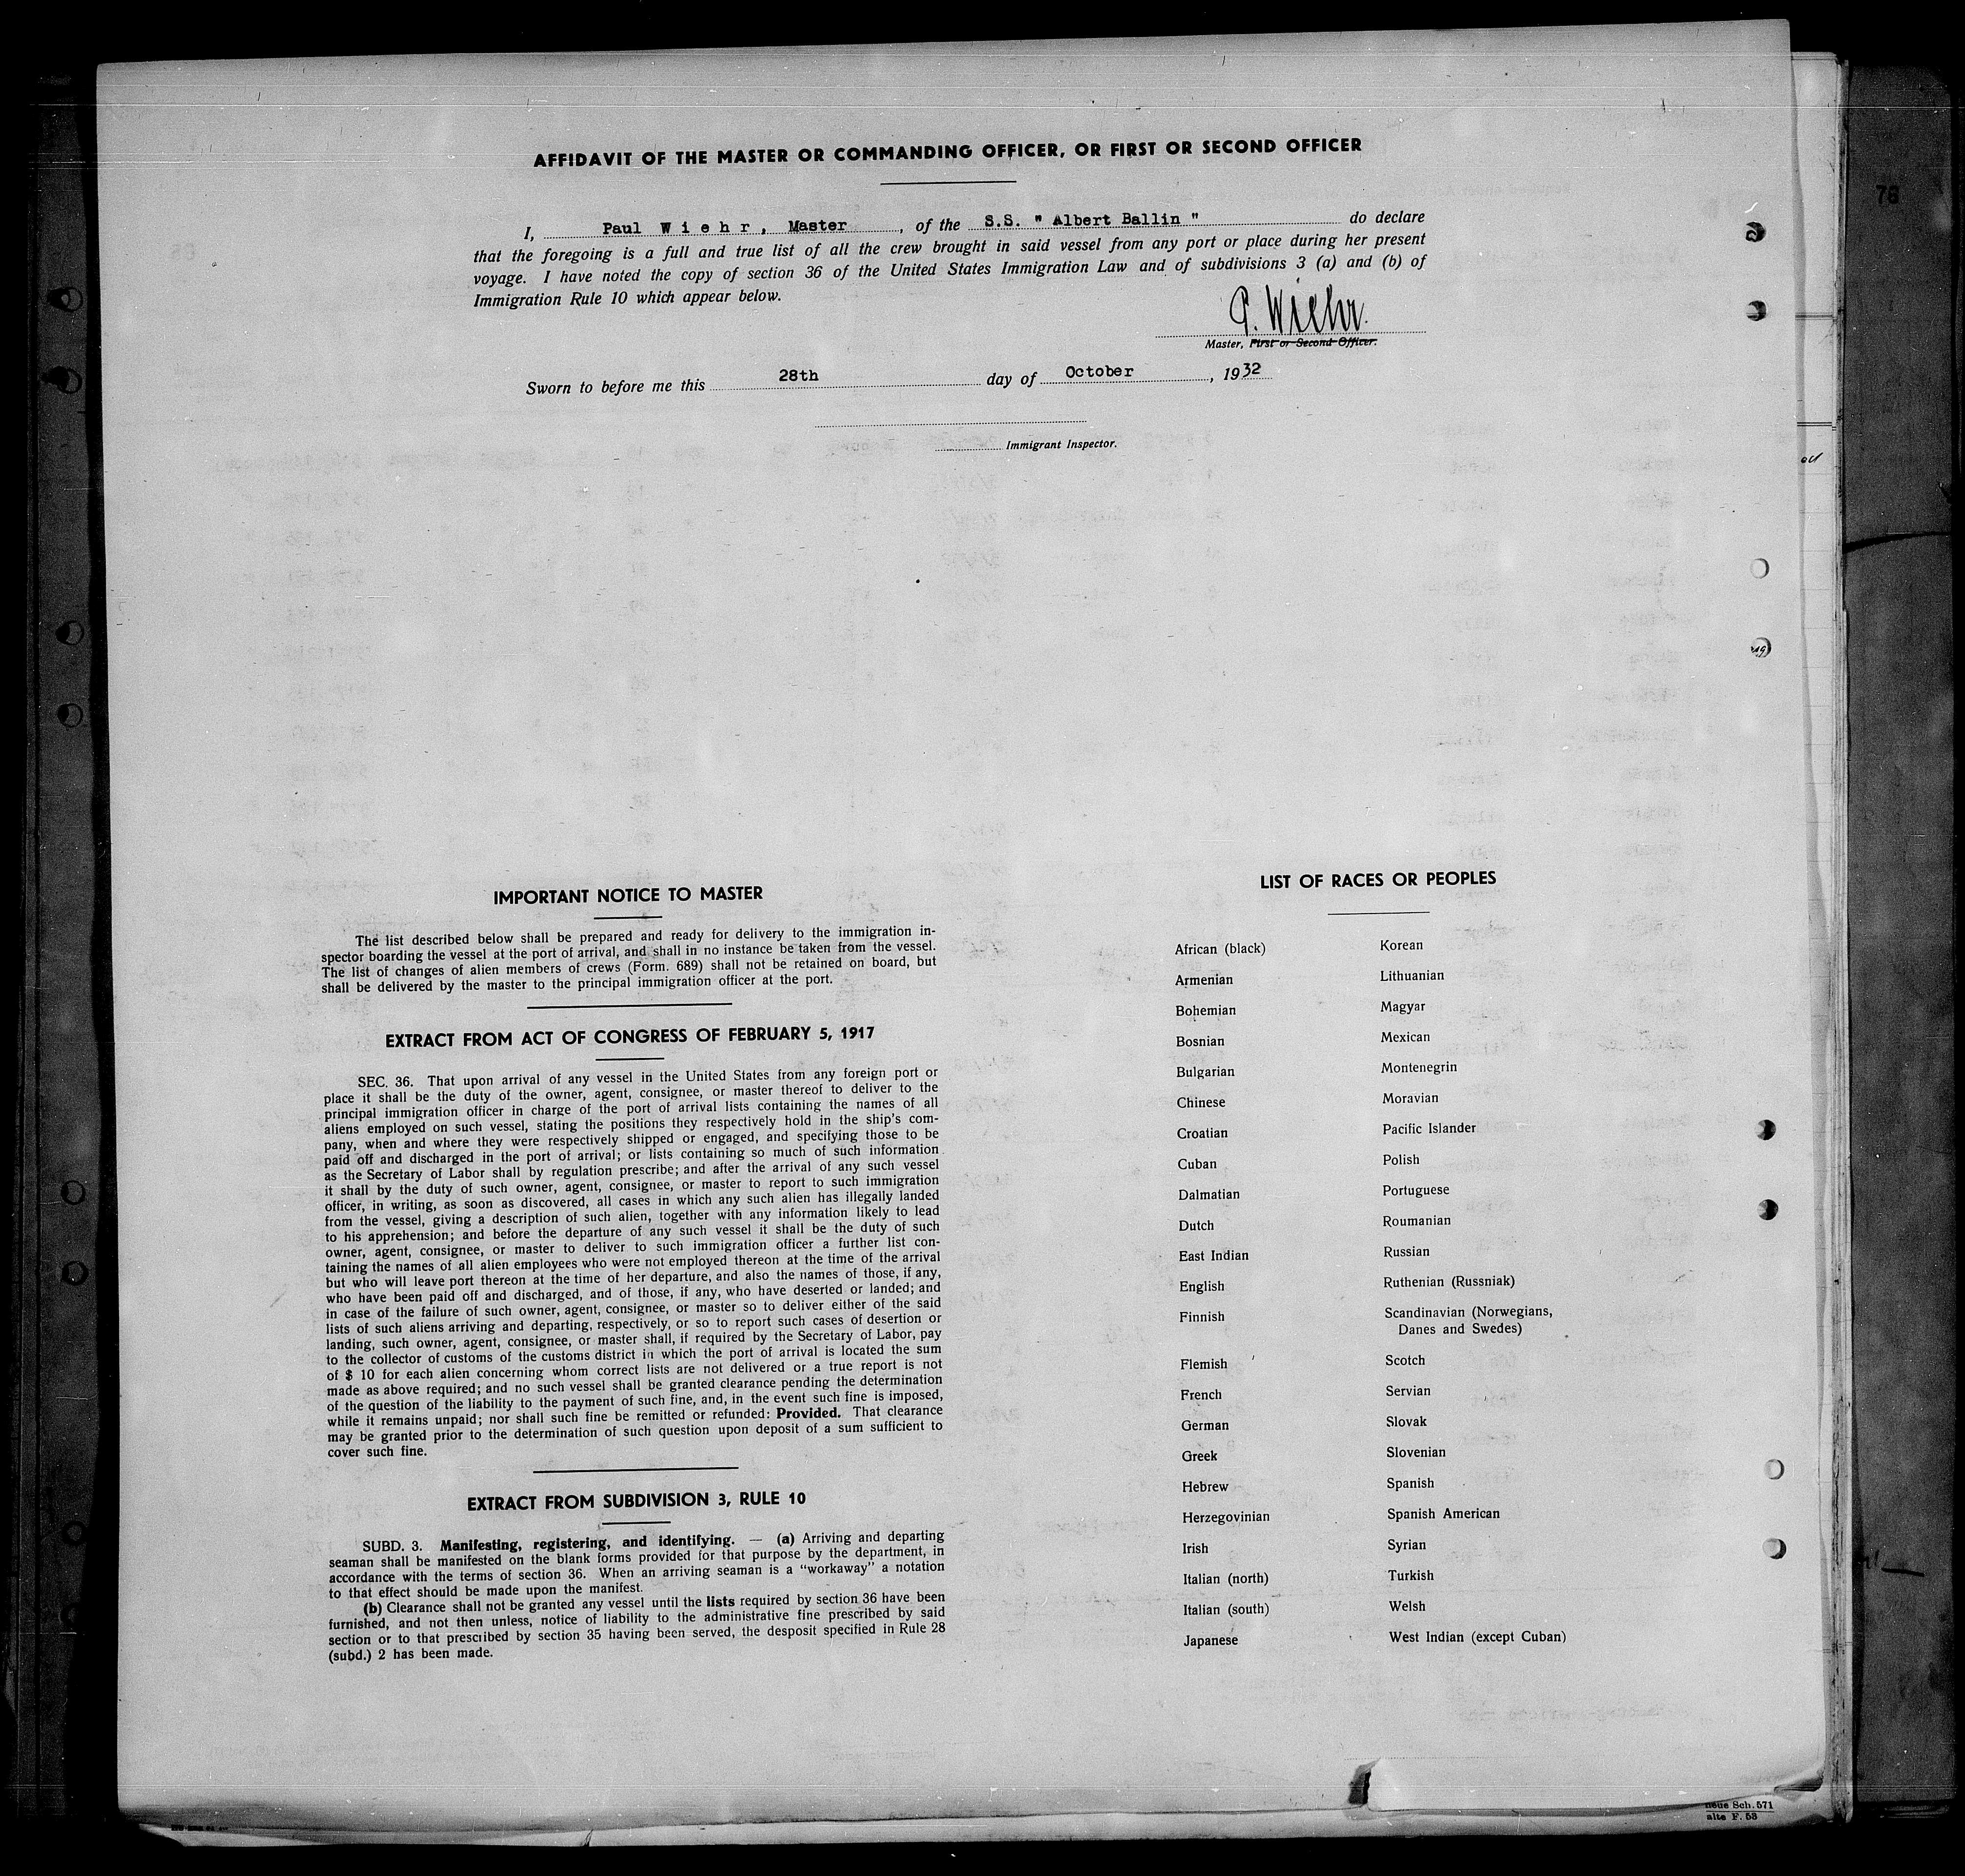 AFFIDAVIT OF THE MASTER OR COMMANDING OFFICER, OR FIRST OR SECOND OFFICER
I, Paul Wiehr, Master, of the S.S. " Albert Ballin " do declare
that the foregoing is a full and true list of all the crew brought in said vessel from any port or place during her present
voyage. I have noted the copy of section 36 of the United States Immigration Law and of subdivisions 3 (a) and (b) of
Immigration Rule 10 which appear below.
P. Wiehr.
Master, First or Second Officer.
Sworn to before me this 28th day of October, 1932
Immigrant Inspector.
IMPORTANT NOTICE TO MASTER
The list described below shall be prepared and ready for delivery to the immigration in-
spector boarding the vessel at the port of arrival, and shall in no instance be taken from the vessel.
The list of changes of alien members of crews (Form. 689) shall not be retained on board, but
shall be delivered by the master to the principal immigration officer at the port.
EXTRACT FROM ACT OF CONGRESS OF FEBRUARY 5, 1917
SEC. 36. That upon arrival of any vessel in the United States from any foreign port or
place it shall be the duty of the owner, agent, consignee, or master thereof to deliver to the
principal immigration officer in charge of the port of arrival lists containing the names of all
aliens employed on such vessel, stating the positions they respectively hold in the ship's com-
pany, when and where they were respectively shipped or engaged, and specifying those to be
paid off and discharged in the port of arrival; or lists containing so much of such information
as the Secretary of Labor shall by regulation prescribe; and after the arrival of any such vessel
it shall by the duty of such owner, agent, consignee, or master to report to such immigration
officer, in writing, as soon as discovered, all cases in which any such alien has illegally landed
from the vessel, giving a description of such alien, together with any information likely to lead
to his apprehension; and before the departure of any such vessel it shall be the duty of such
owner, agent, consignee, or master to deliver to such immigration officer a further list con-
taining the names of all alien employees who were not employed thereon at the time of the arrival
but who will leave port thereon at the time of her departure, and also the names of those, if any,
who have been paid off and discharged, and of those, if any, who have deserted or landed; and
in case of the failure of such owner, agent, consignee, or master so to deliver either of the said
lists of such aliens arriving and departing, respectively, or so to report such cases of desertion or
landing, such owner, agent, consignee, or master shall, if required by the Secretary of Labor, pay
to the collector of customs of the customs district in which the port of arrival is located the sum
of $ 10 for each alien concerning whom correct lists are not delivered or a true report is not
made as above required; and no such vessel shall be granted clearance pending the determination
of the question of the liability to the payment of such fine, and, in the event such fine is imposed,
while it remains unpaid; nor shall such fine be remitted or refunded: Provided. That clearance
may be granted prior to the determination of such question upon deposit of a sum sufficient to
cover such fine.
EXTRACT FROM SUBDIVISION 3, RULE 10
SUBD. 3. Manifesting, registering, and identifying. — (a) Arriving and departing
seaman shall be manifested on the blank forms provided for that purpose by the department, in
accordance with the terms of section 36. When an arriving seaman is a "workaway" a notation
to that effect should be made upon the manifest.
(b) Clearance shall not be granted any vessel until the lists required by section 36 have been
furnished, and not then unless, notice of liability to the administrative fine prescribed by said
section or to that prescribed by section 35 having been served, the desposit specified in Rule 28
(subd.) 2 has been made.
LIST OF RACES OR PEOPLES
African (black)
Armenian
Bohemian
Bosnian
Bulgarian
Chinese
Croatian
Cuban
Dalmatian
Dutch
East Indian
English
Finnish
Flemish
French
German
Greek
Hebrew
Herzegovinian
Irish
Italian (north)
Italian (south)
Japanese
Korean
Lithuanian
Magyar
Mexican
Montenegrin
Moravian
Pacific Islander
Polish
Portuguese
Roumanian
Russian
Ruthenian (Russniak)
Scandinavian (Norwegians,
Danes and Swedes)
Scotch
Servian
Slovak
Slovenian
Spanish
Spanish American
Syrian
Turkish
Welsh
West Indian (except Cuban)
neue Sch. 571
alte F. 53
76